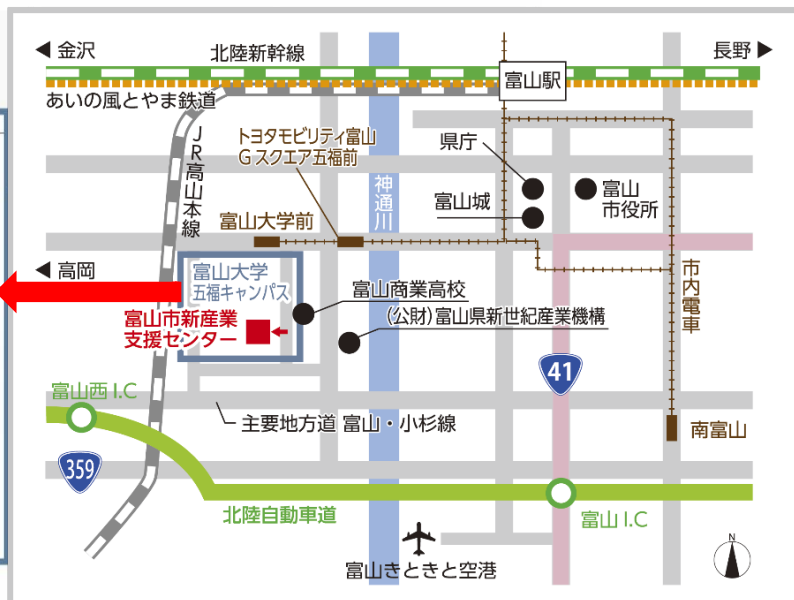 金沢
北陸新幹線
長野
富山駅
あいの風とやま鉄道
JR高山本線
トヨタモビリティ富山
G スクエア五福前
県庁
神通川
富山
市役所
富山城
富山大学前
高岡
富山大学
五福キャンパス
市内電車
富山商業高校
富山市新産業
支援センター
(公財)富山県新世紀産業機構
41
富山西 I.C
主要地方道 富山・小杉線
南富山
359
北陸自動車道
富山 I.C
N
富山きときと空港